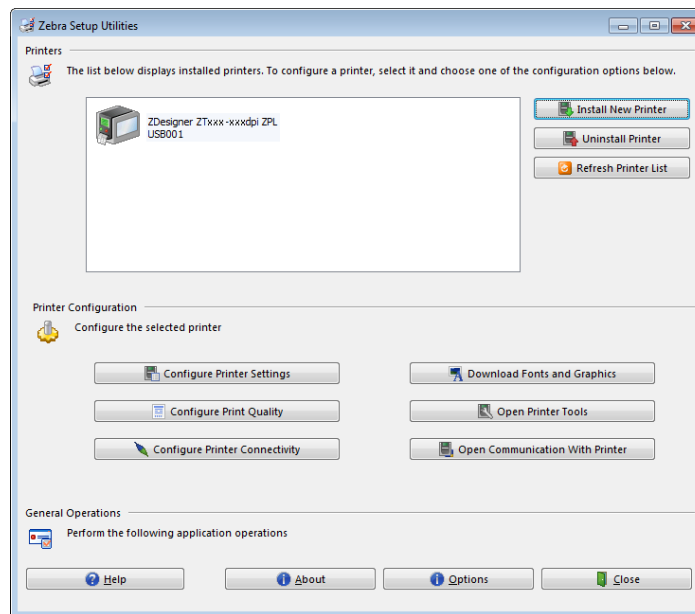 Zebra Setup Utilities
Printers
The list below displays installed printers. To configure a printer, select it and choose one of the configuration options below.
ZDesigner ZTxxx-xxxdpi ZPL
USB001
Install New Printer
Uninstall Printer
Refresh Printer List
Printer Configuration
Configure the selected printer
Configure Printer Settings
Download Fonts and Graphics
Configure Print Quality
Open Printer Tools
Configure Printer Connectivity
Open Communication With Printer
General Operations
Perform the following application operations
Help
About
Options
Close